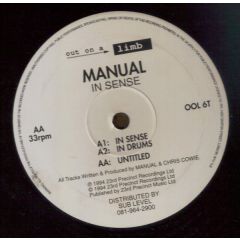 out on a limb
MANUAL
IN SENSE
OOL 6T
AA
33rpm
A1: IN SENSE
A2: IN DRUMS
AA: UNTITLED
All Tracks Written & Produced by MANUAL & CHRIS COWIE
℗ 1994 23rd Precinct Recordings Ltd
© 1994 23rd Precinct Recordings Ltd
Published by 23rd Precinct Music Ltd
DISTRIBUTED BY
SUB LEVEL
081-964-2900